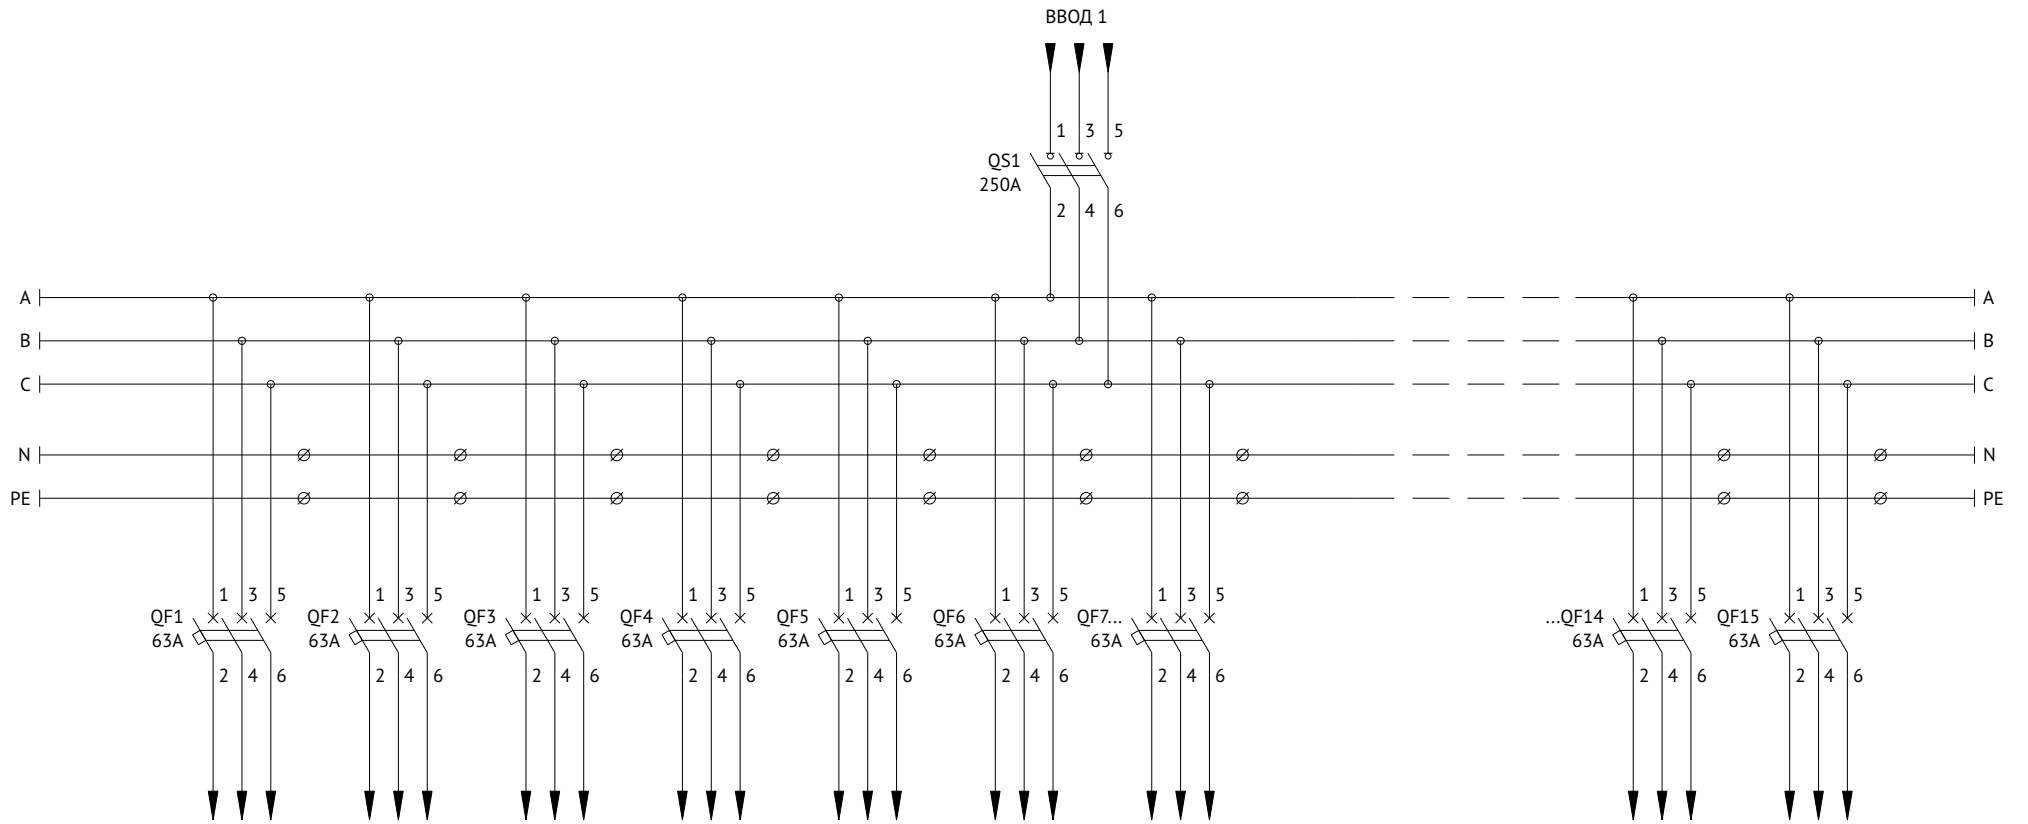 ВВОД 1
1 3 5
QS1
250A
2 4 6
A A
B B
C C
N N
PE PE
1 3 5 1 3 5 1 3 5 1 3 5 1 3 5 1 3 5 1 3 5 1 3 5 1 3 5
QF1 QF2 QF3 QF4 QF5 QF6 QF7... ...QF14 QF15
63A 63A 63A 63A 63A 63A 63A 63A 63A
2 4 6 2 4 6 2 4 6 2 4 6 2 4 6 2 4 6 2 4 6 2 4 6 2 4 6